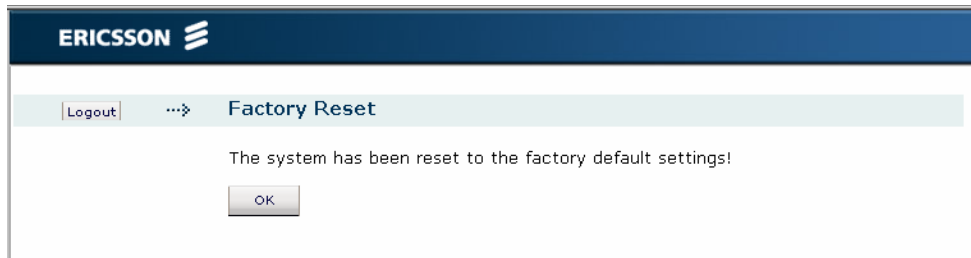 ERICSSON
Logout
Factory Reset
The system has been reset to the factory default settings!
OK